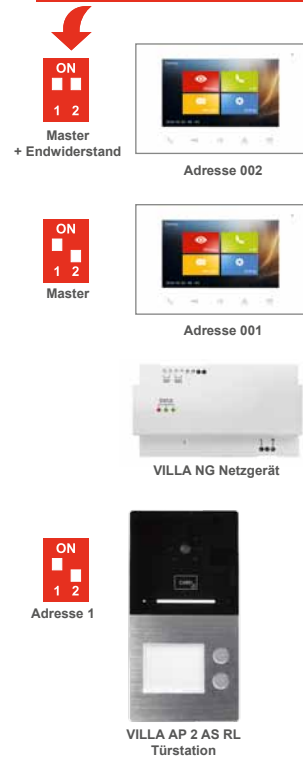 ON
1 2
Master
+ Endwiderstand
Adresse 002
ON
1 2
Master
Adresse 001
VILLA NG Netzgerät
ON
1 2
Adresse 1
VILLA AP 2 AS RL
Türstation